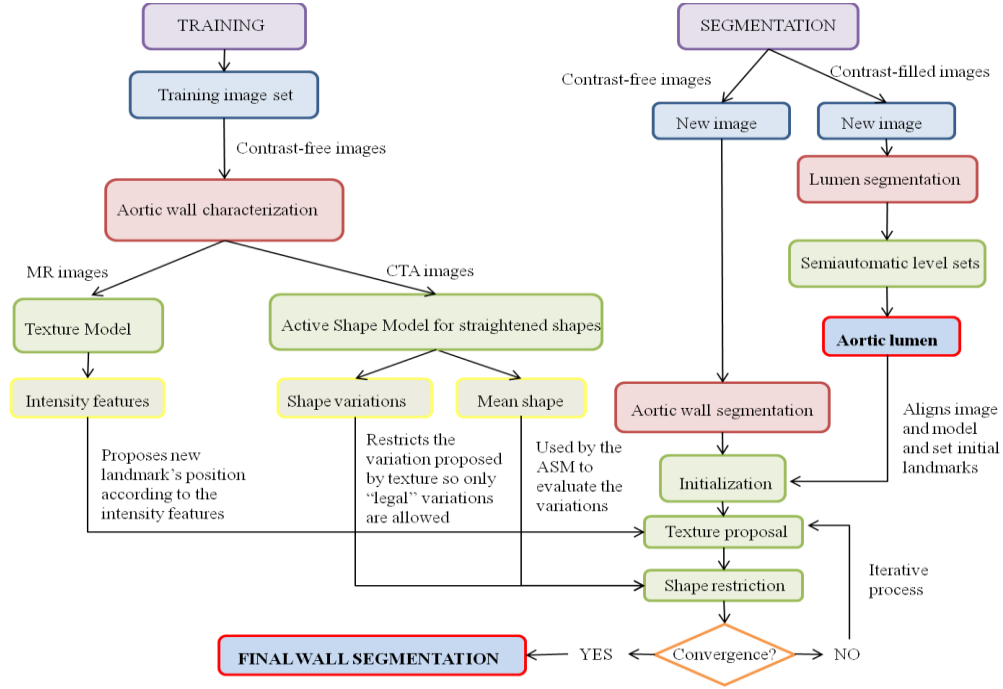 TRAINING
Training image set
Contrast-free images
Aortic wall characterization
MR images
CTA images
Texture Model
Active Shape Model for straightened shapes
Intensity features
Shape variations
Mean shape
Proposes new
landmark's position
according to the
intensity features
Restricts the
variation proposed
by texture so only
“legal” variations
are allowed
Used by the
ASM to
evaluate the
variations
SEGMENTATION
Contrast-free images
Contrast-filled images
New image
New image
Lumen segmentation
Semiautomatic level sets
Aortic lumen
Aortic wall segmentation
Aligns image
and model
and set initial
landmarks
Initialization
Texture proposal
Shape restriction
Iterative
process
Convergence?
NO
YES
FINAL WALL SEGMENTATION